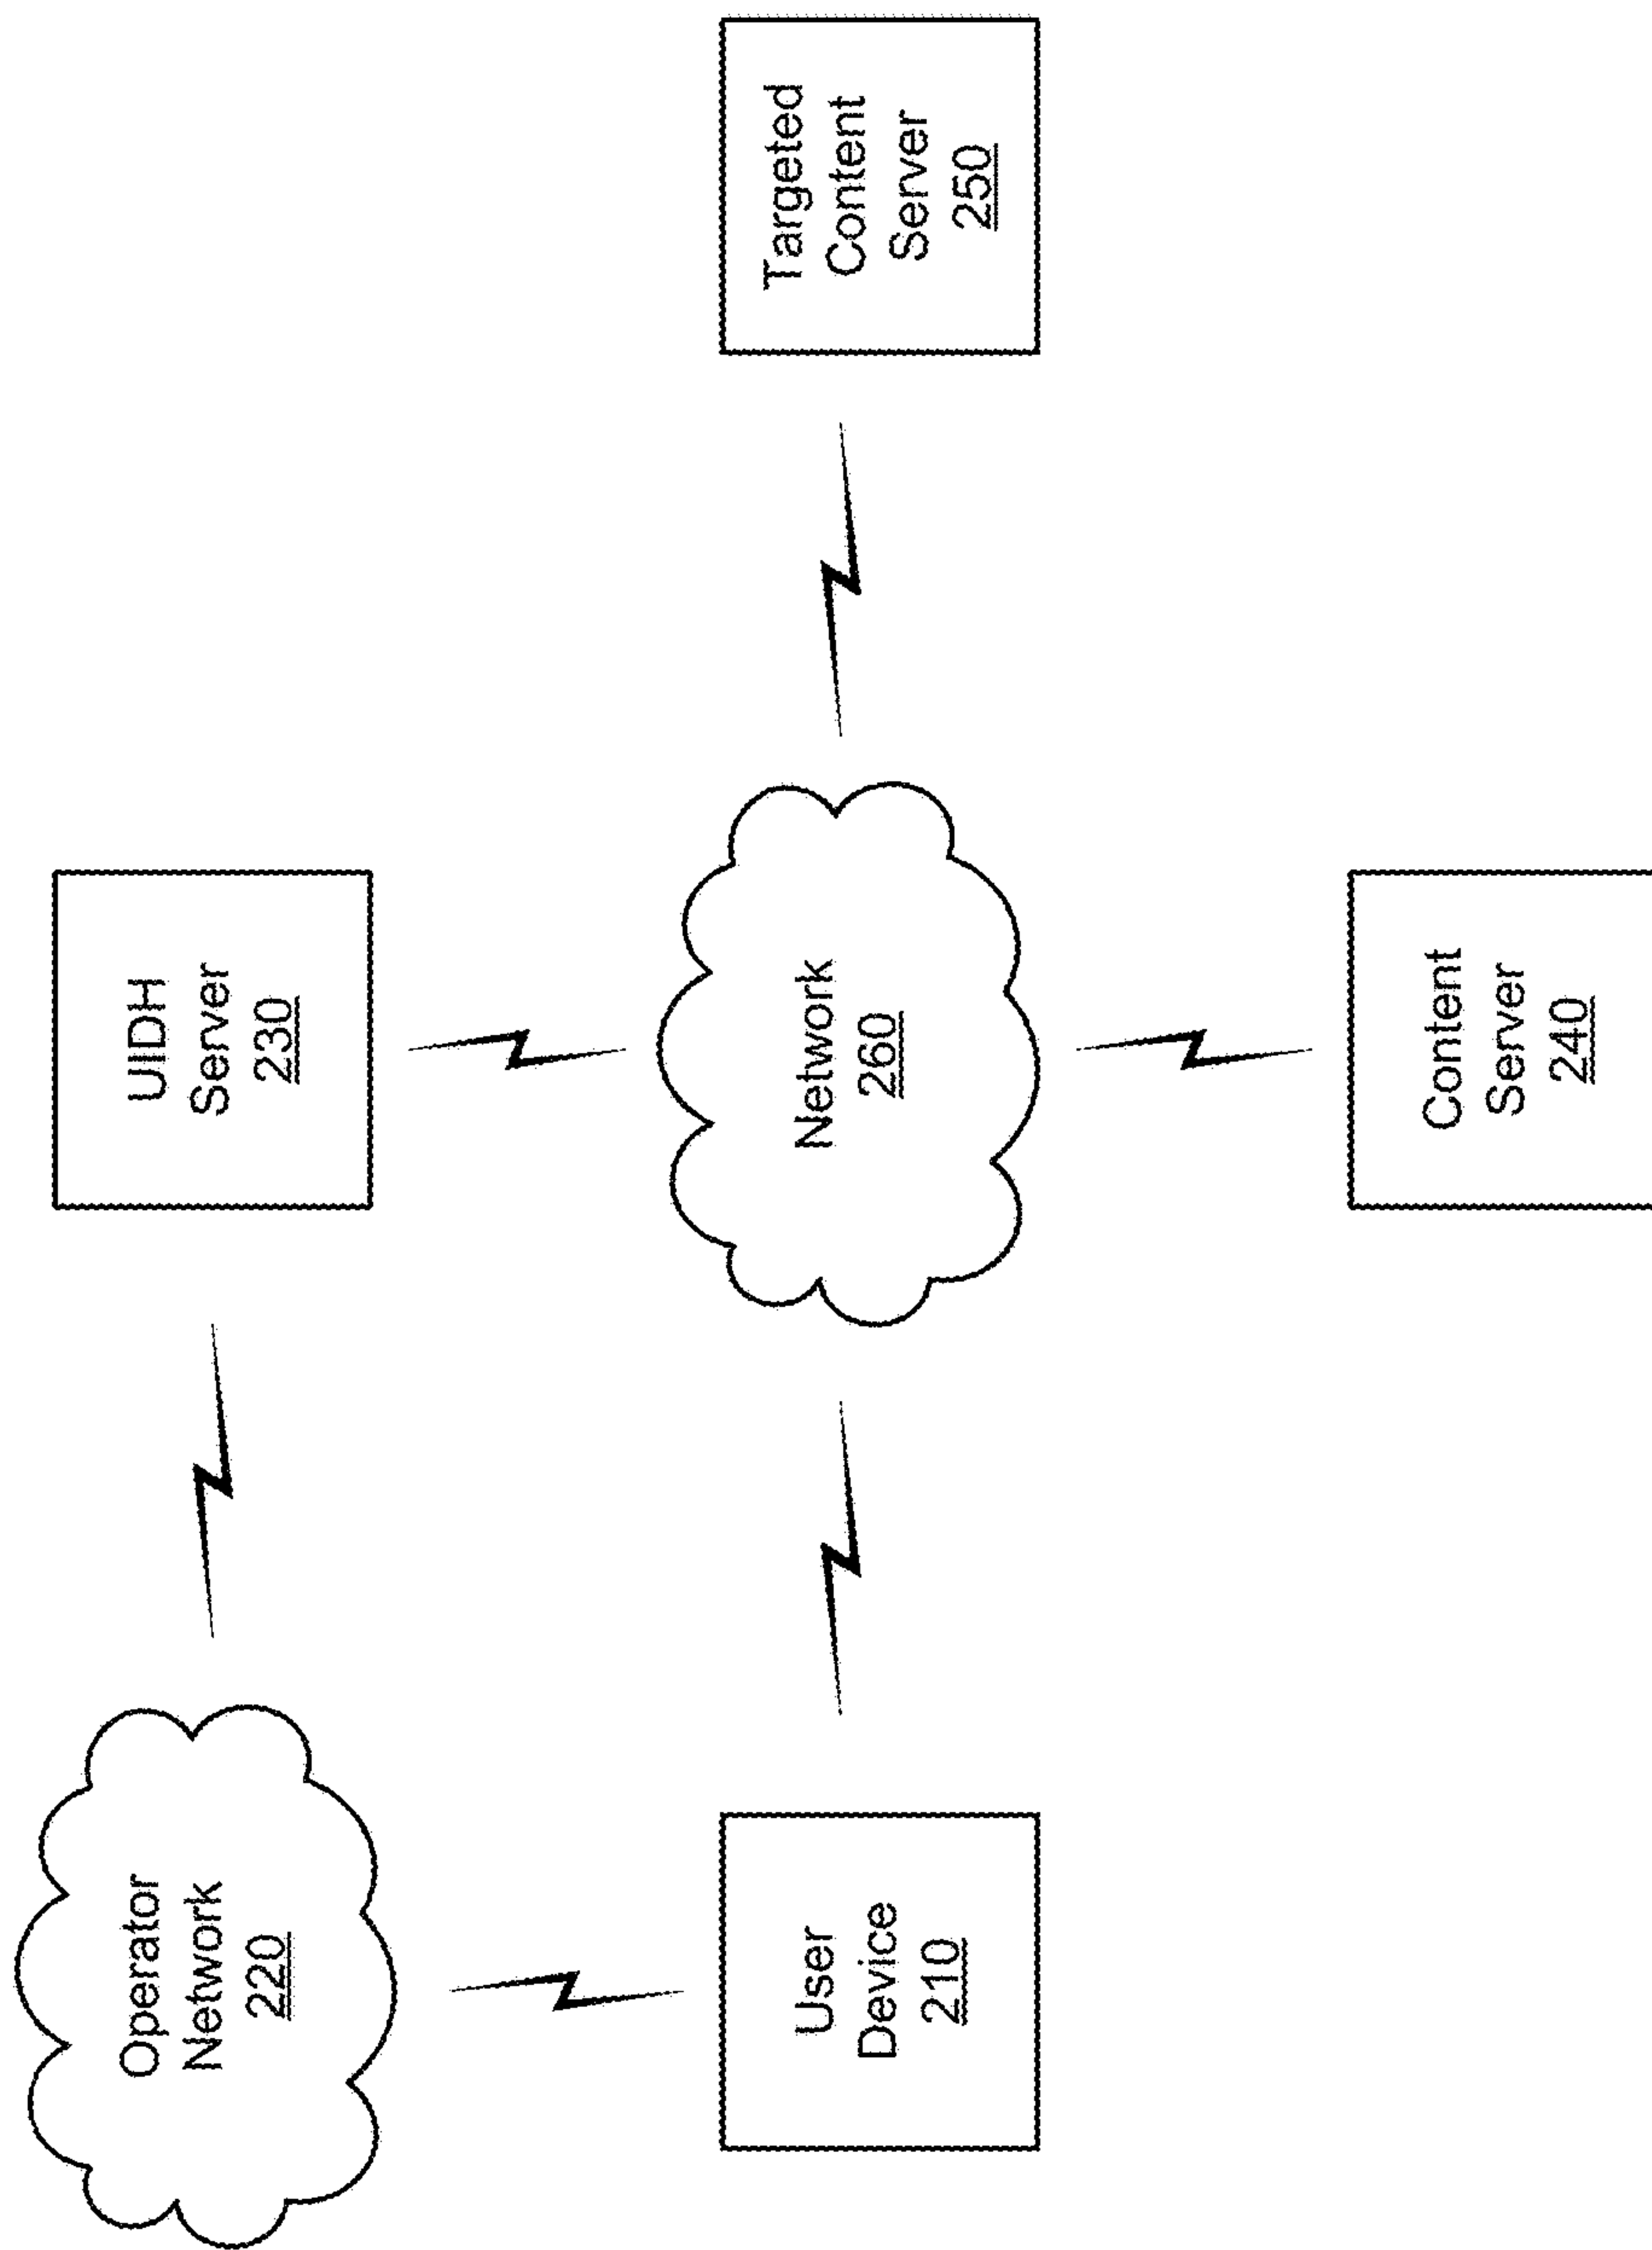 Operator
Network
220
UIDH
Server
230
User
Device
210
Network
260
Targeted
Content
Server
250
Content
Server
240